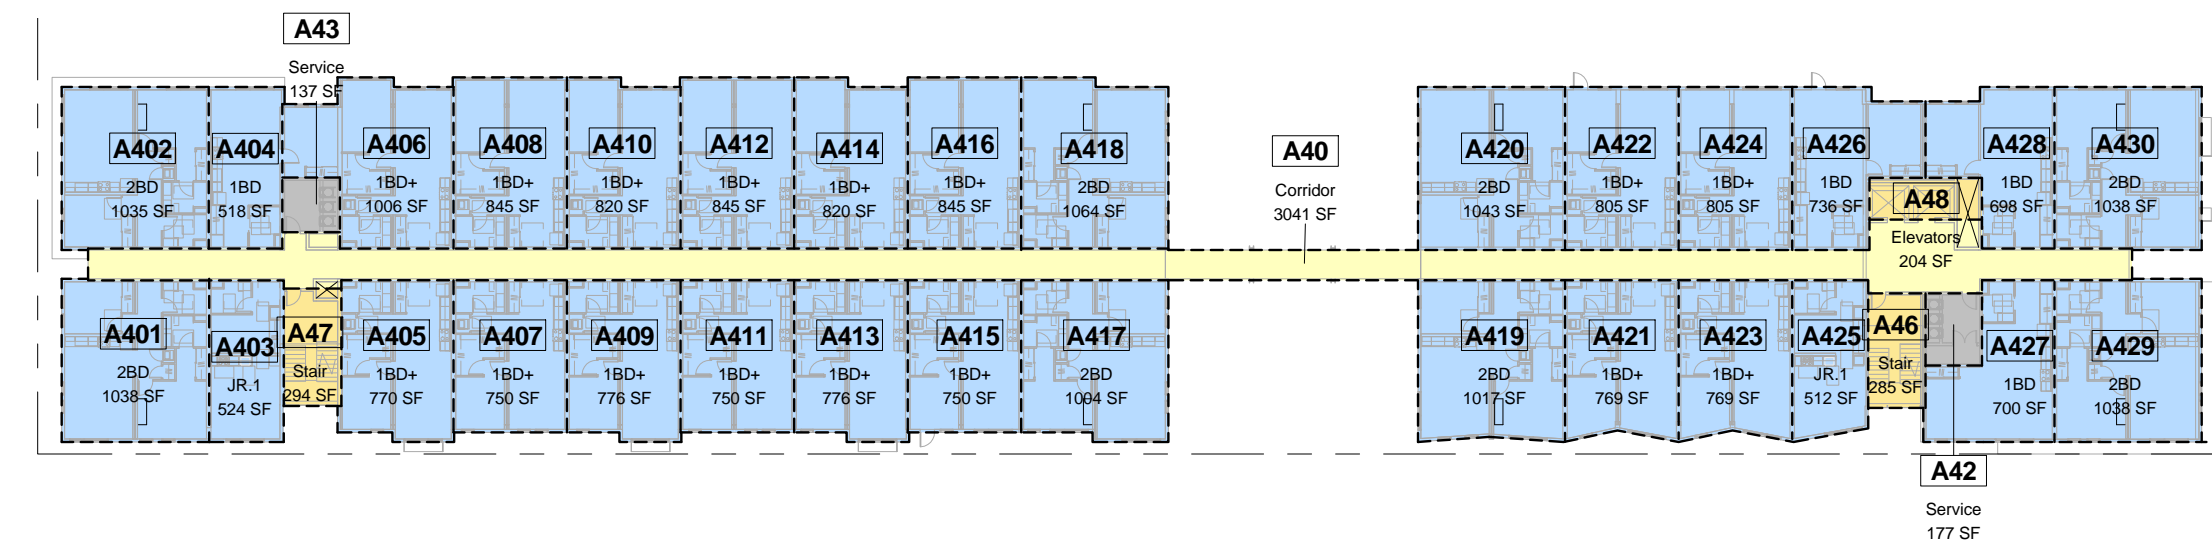 A43
Service
137 SF
A402
2BD
1035 SF
A404
1BD
518 SF
A406
1BD+
1006 SF
A408
1BD+
845 SF
A410
1BD+
820 SF
A412
1BD+
845 SF
A414
1BD+
820 SF
A416
1BD+
845 SF
A418
2BD
1064 SF
A40
Corridor
3041 SF
A420
2BD
1043 SF
A422
1BD+
805 SF
A424
1BD+
805 SF
A426
1BD
736 SF
A48
Elevators
204 SF
A428
1BD
698 SF
A430
2BD
1038 SF
A401
2BD
1038 SF
A403
JR.1
524 SF
A47
Stair
294 SF
A405
1BD+
770 SF
A407
1BD+
750 SF
A409
1BD+
776 SF
A411
1BD+
750 SF
A413
1BD+
776 SF
A415
1BD+
750 SF
A417
2BD
1004 SF
A419
2BD
1017 SF
A421
1BD+
769 SF
A423
1BD+
769 SF
A425
JR.1
512 SF
A46
Stair
285 SF
A427
1BD
700 SF
A429
2BD
1038 SF
A42
Service
177 SF